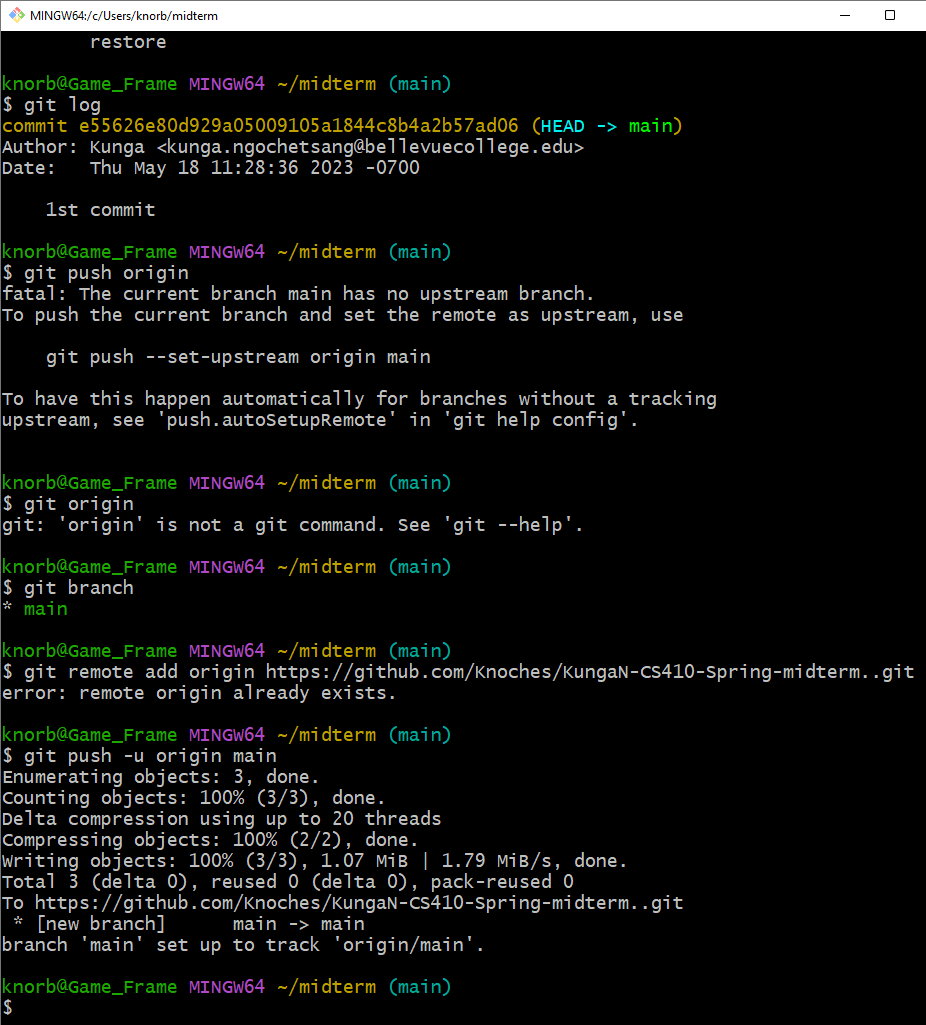 MINGW64:/c/Users/knorb/midterm
        restore
knorb@Game_Frame MINGW64 ~/midterm (main)
$ git log
commit e55626e80d929a05009105a1844c8b4a2b57ad06 (HEAD -> main)
Author: Kunga <kunga.ngochetsang@bellevuecollege.edu>
Date:   Thu May 18 11:28:36 2023 -0700
    1st commit
knorb@Game_Frame MINGW64 ~/midterm (main)
$ git push origin
fatal: The current branch main has no upstream branch.
To push the current branch and set the remote as upstream, use
    git push --set-upstream origin main
To have this happen automatically for branches without a tracking
upstream, see 'push.autoSetupRemote' in 'git help config'.
knorb@Game_Frame MINGW64 ~/midterm (main)
$ git origin
git: 'origin' is not a git command. See 'git --help'.
knorb@Game_Frame MINGW64 ~/midterm (main)
$ git branch
* main
knorb@Game_Frame MINGW64 ~/midterm (main)
$ git remote add origin https://github.com/Knoches/KungaN-CS410-Spring-midterm..git
error: remote origin already exists.
knorb@Game_Frame MINGW64 ~/midterm (main)
$ git push -u origin main
Enumerating objects: 3, done.
Counting objects: 100% (3/3), done.
Delta compression using up to 20 threads
Compressing objects: 100% (2/2), done.
Writing objects: 100% (3/3), 1.07 MiB | 1.79 MiB/s, done.
Total 3 (delta 0), reused 0 (delta 0), pack-reused 0
To https://github.com/Knoches/KungaN-CS410-Spring-midterm..git
 * [new branch]      main -> main
branch 'main' set up to track 'origin/main'.
knorb@Game_Frame MINGW64 ~/midterm (main)
$